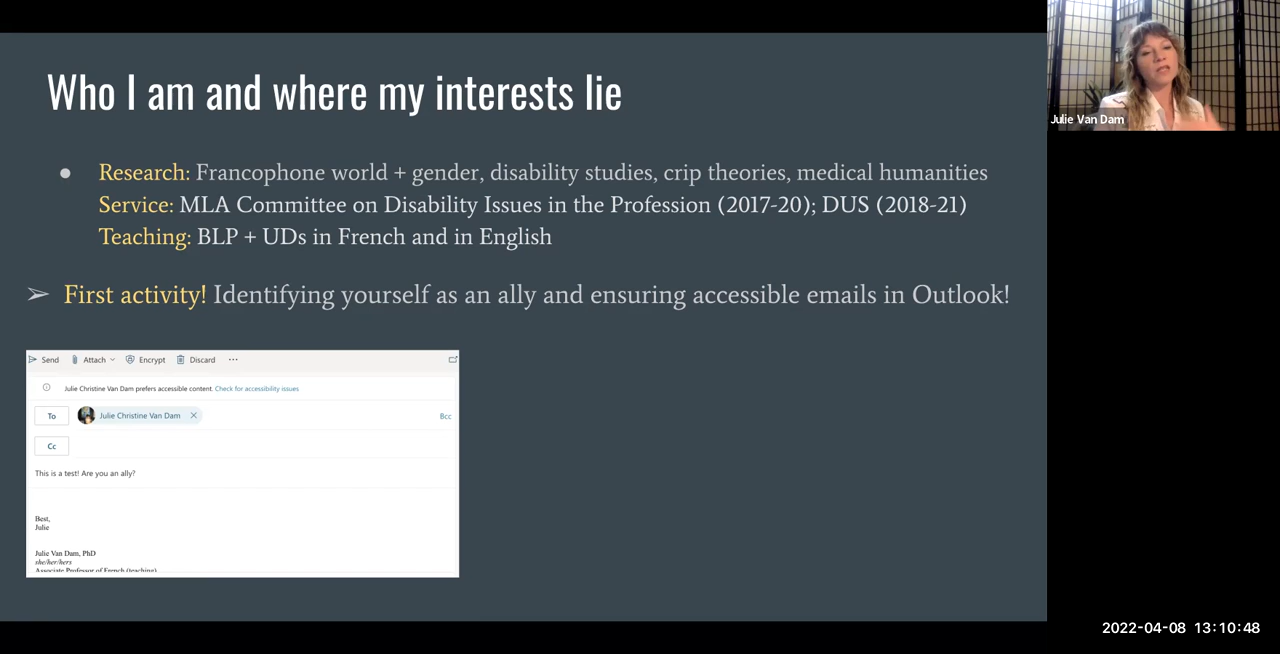 Who I am and where my interests lie
Julie Van Dam
● Research: Francophone world + gender, disability studies, crip theories, medical humanities
Service: MLA Committee on Disability Issues in the Profession (2017-20); DUS (2018-21)
Teaching: BLP + UDs in French and in English
➢ First activity! Identifying yourself as an ally and ensuring accessible emails in Outlook!
Send Attach Encrypt Discard ...
Julie Christine Van Dam prefers accessible content. Check for accessibility issues
To Julie Christine Van Dam Bcc
Cc
This is a test! Are you an ally?
Best,
Julie
Julie Van Dam, PhD
she/her/hers
Associate Professor of French (teaching)
2022-04-08 13:10:48